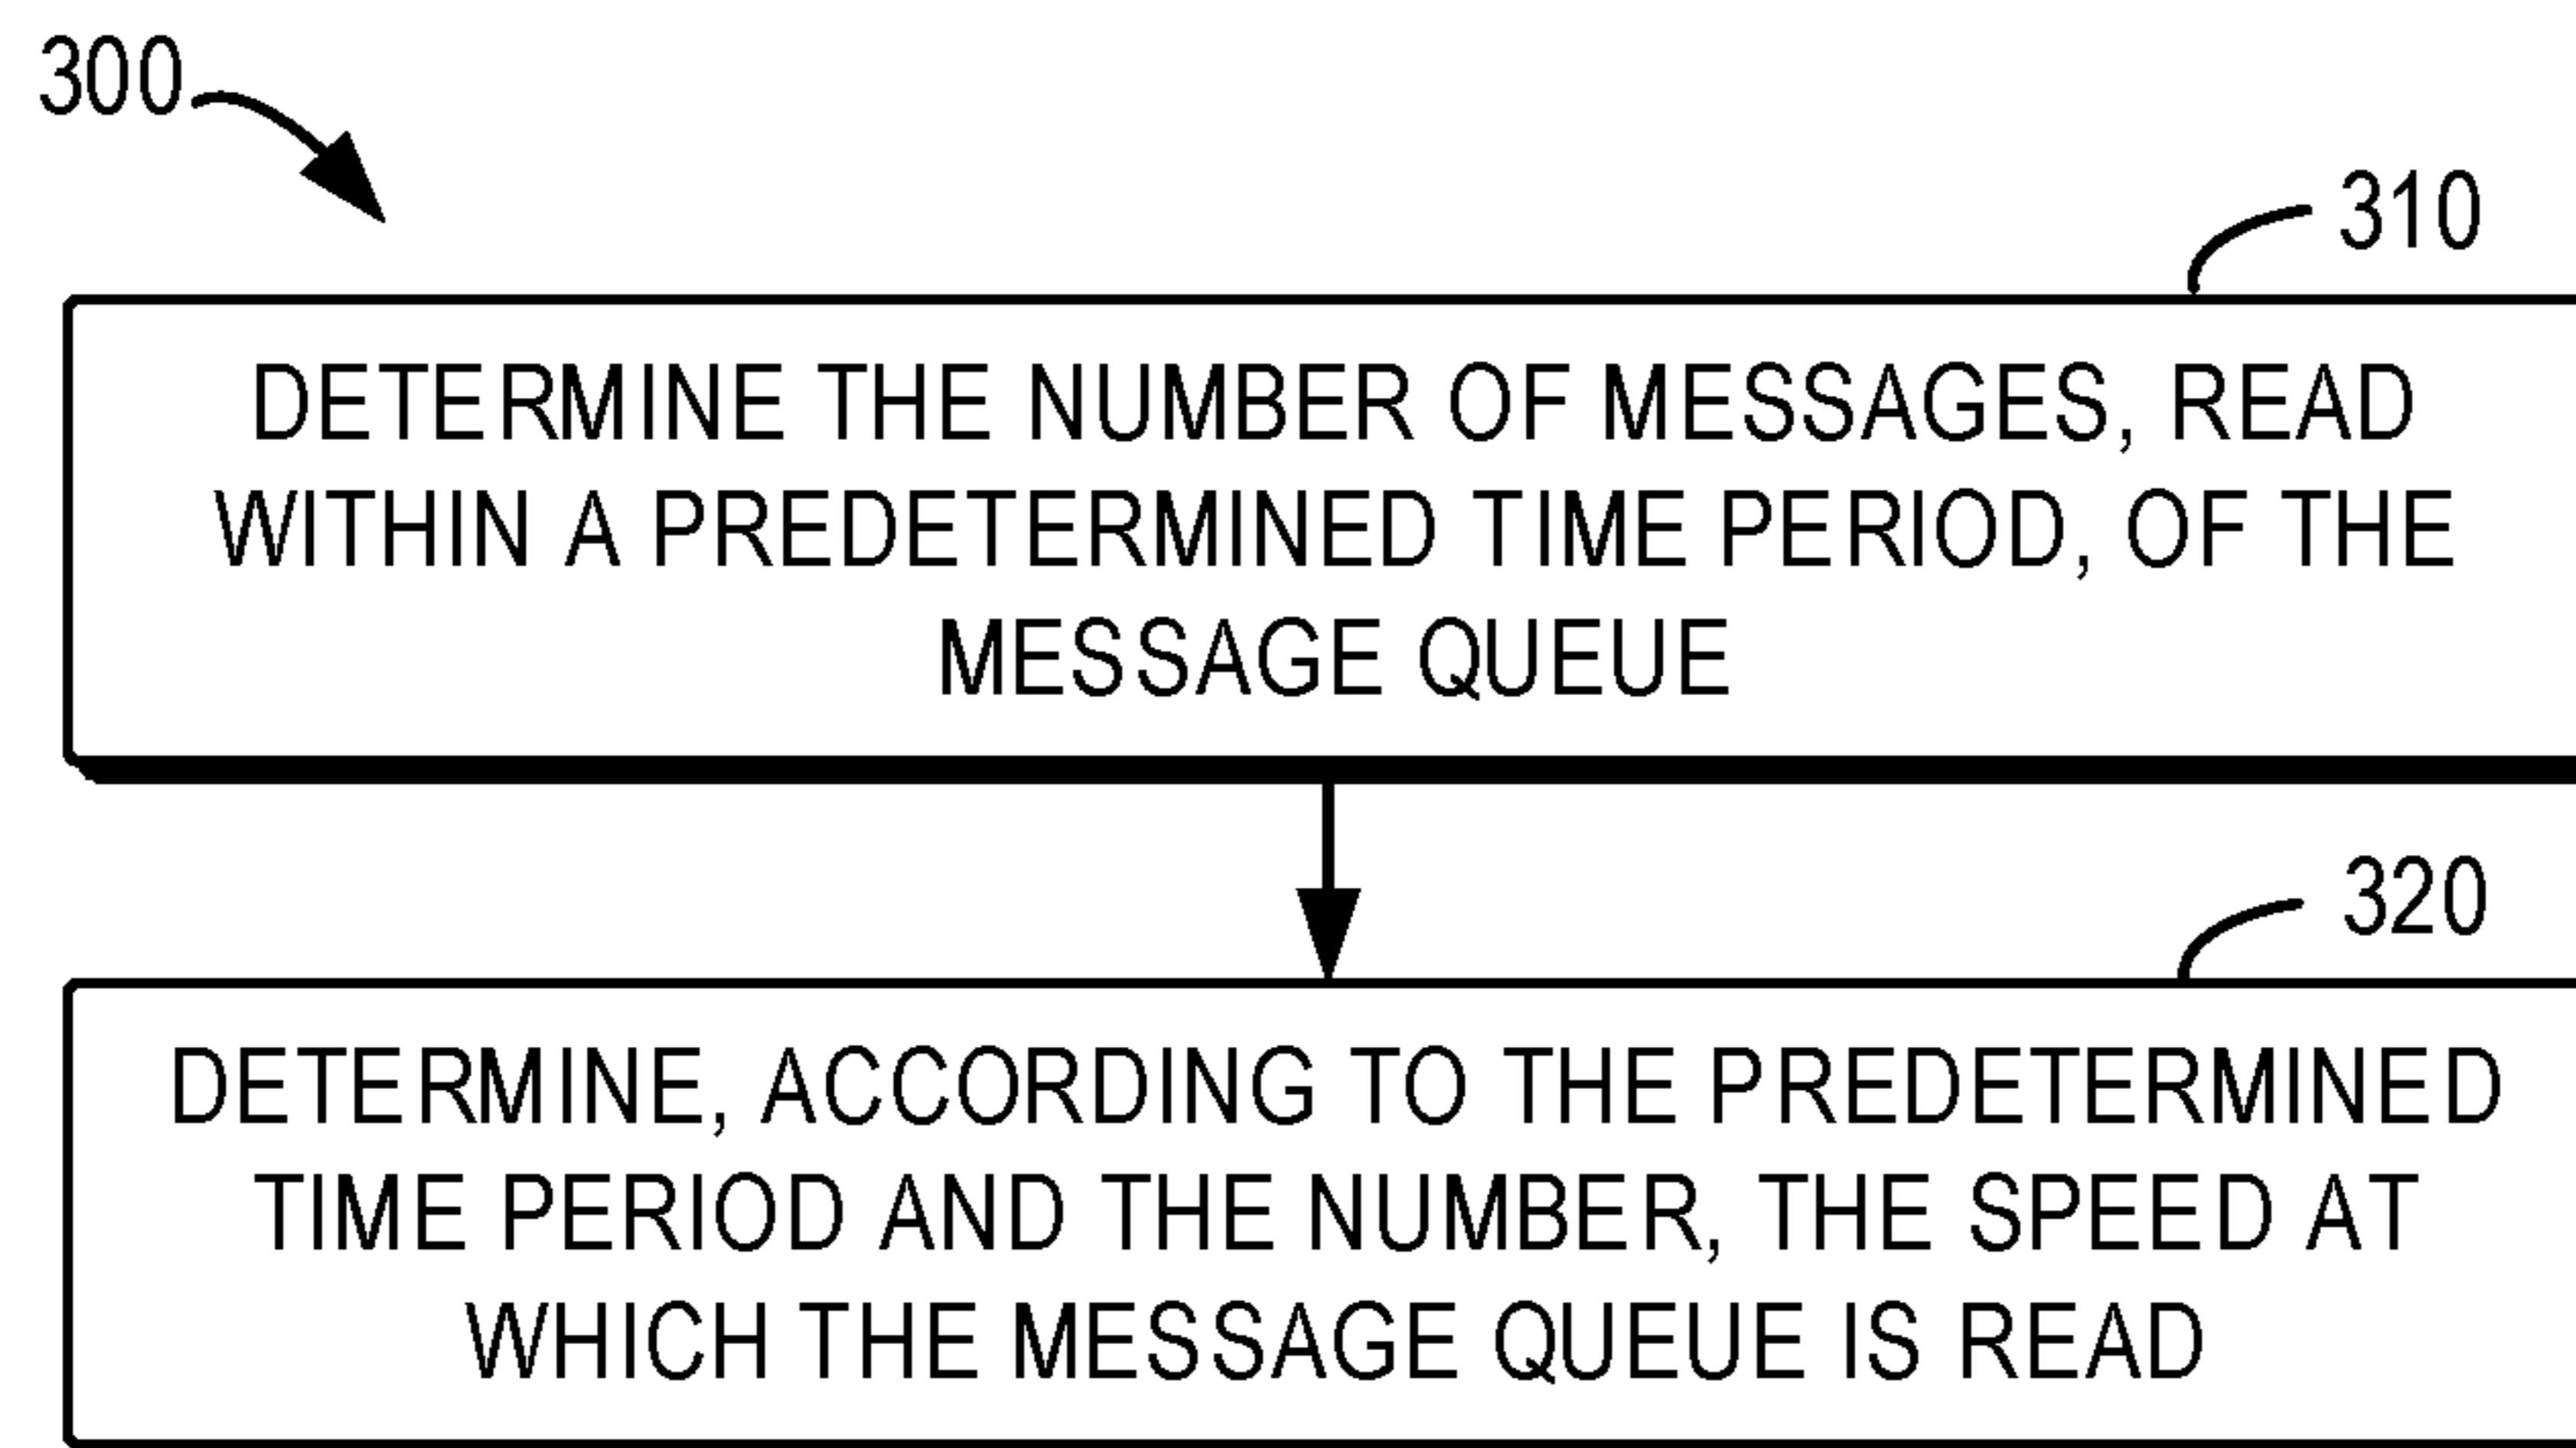 300
310
DETERMINE THE NUMBER OF MESSAGES, READ
WITHIN A PREDETERMINED TIME PERIOD, OF THE
MESSAGE QUEUE
320
DETERMINE, ACCORDING TO THE PREDETERMINED
TIME PERIOD AND THE NUMBER, THE SPEED AT
WHICH THE MESSAGE QUEUE IS READ